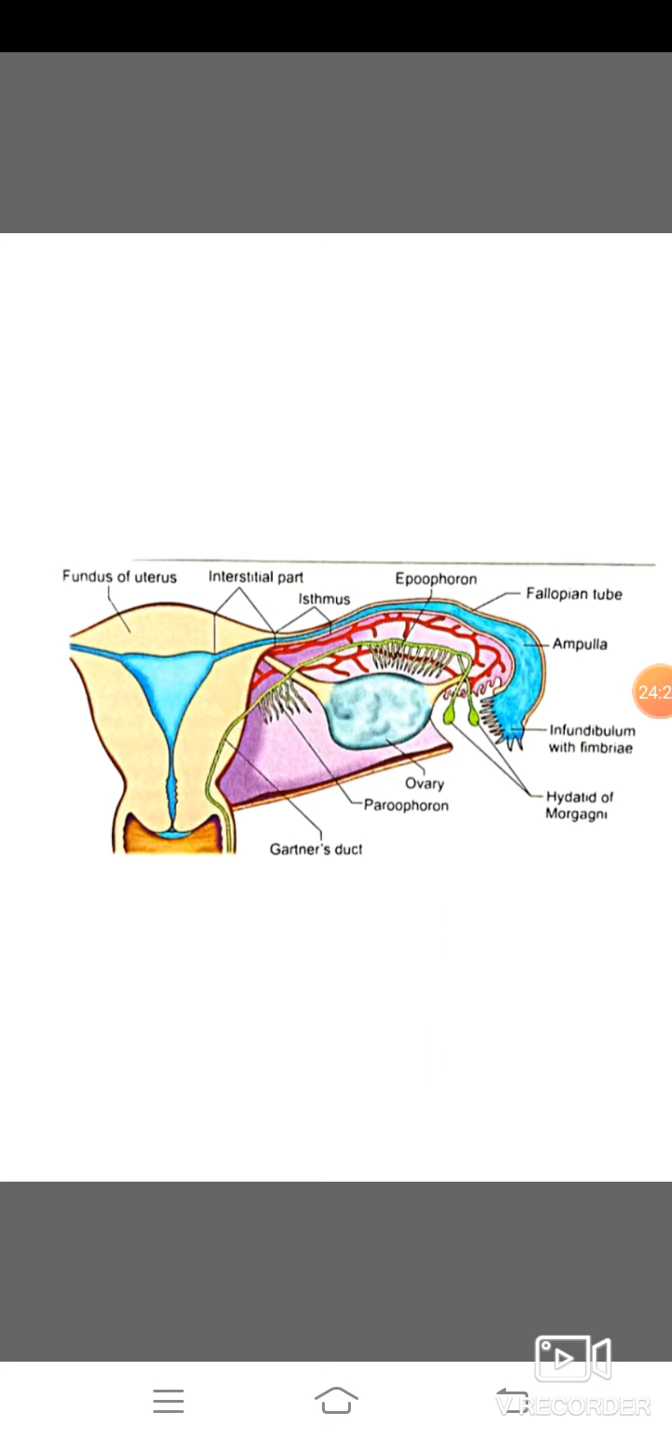 Fundus of uterus
Interstitial part
Isthmus
Epoophoron
Fallopian tube
Ampulla
Infundibulum
with fimbriae
Hydatid of
Morgagni
Ovary
Paroophoron
Gartner's duct
24:2
V RECORDER